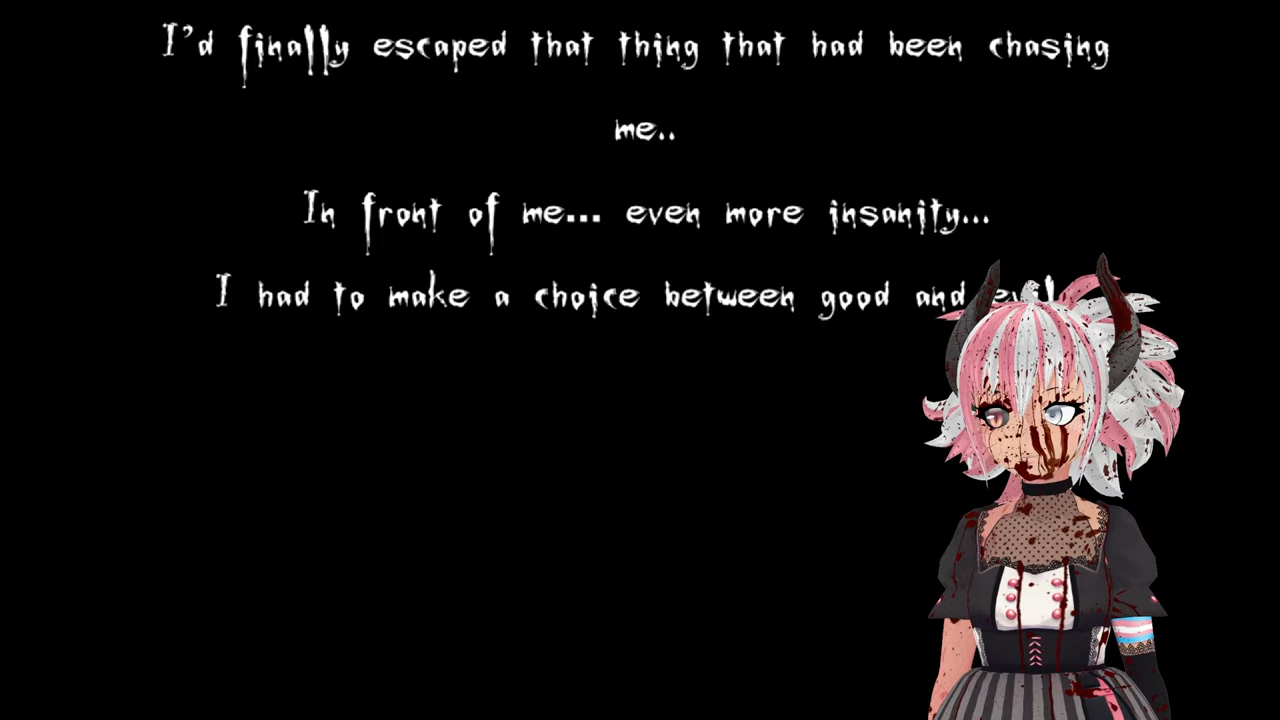 I'd finally escaped that thing that had been chasing
me..
In front of me... even more insanity...
I had to make a choice between good and evil